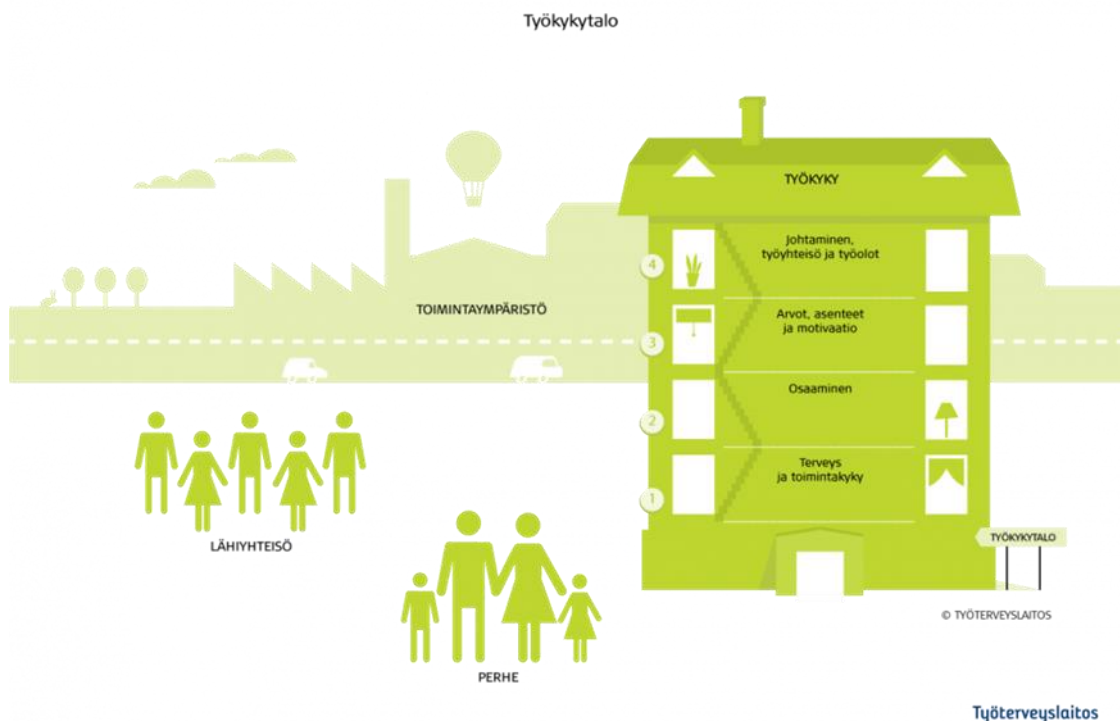 Työkykytalo
TYÖKYKY
4
Johtaminen,
työyhteisö ja työolot
TOIMINTAYMPÄRISTÖ
3
Arvot, asenteet
ja motivaatio
2
Osaaminen
1
Terveys
ja toimintakyky
LÄHIYHTEISÖ
TYÖKYKYTALO
© TYÖTERVEYSLAITOS
PERHE
Työterveyslaitos